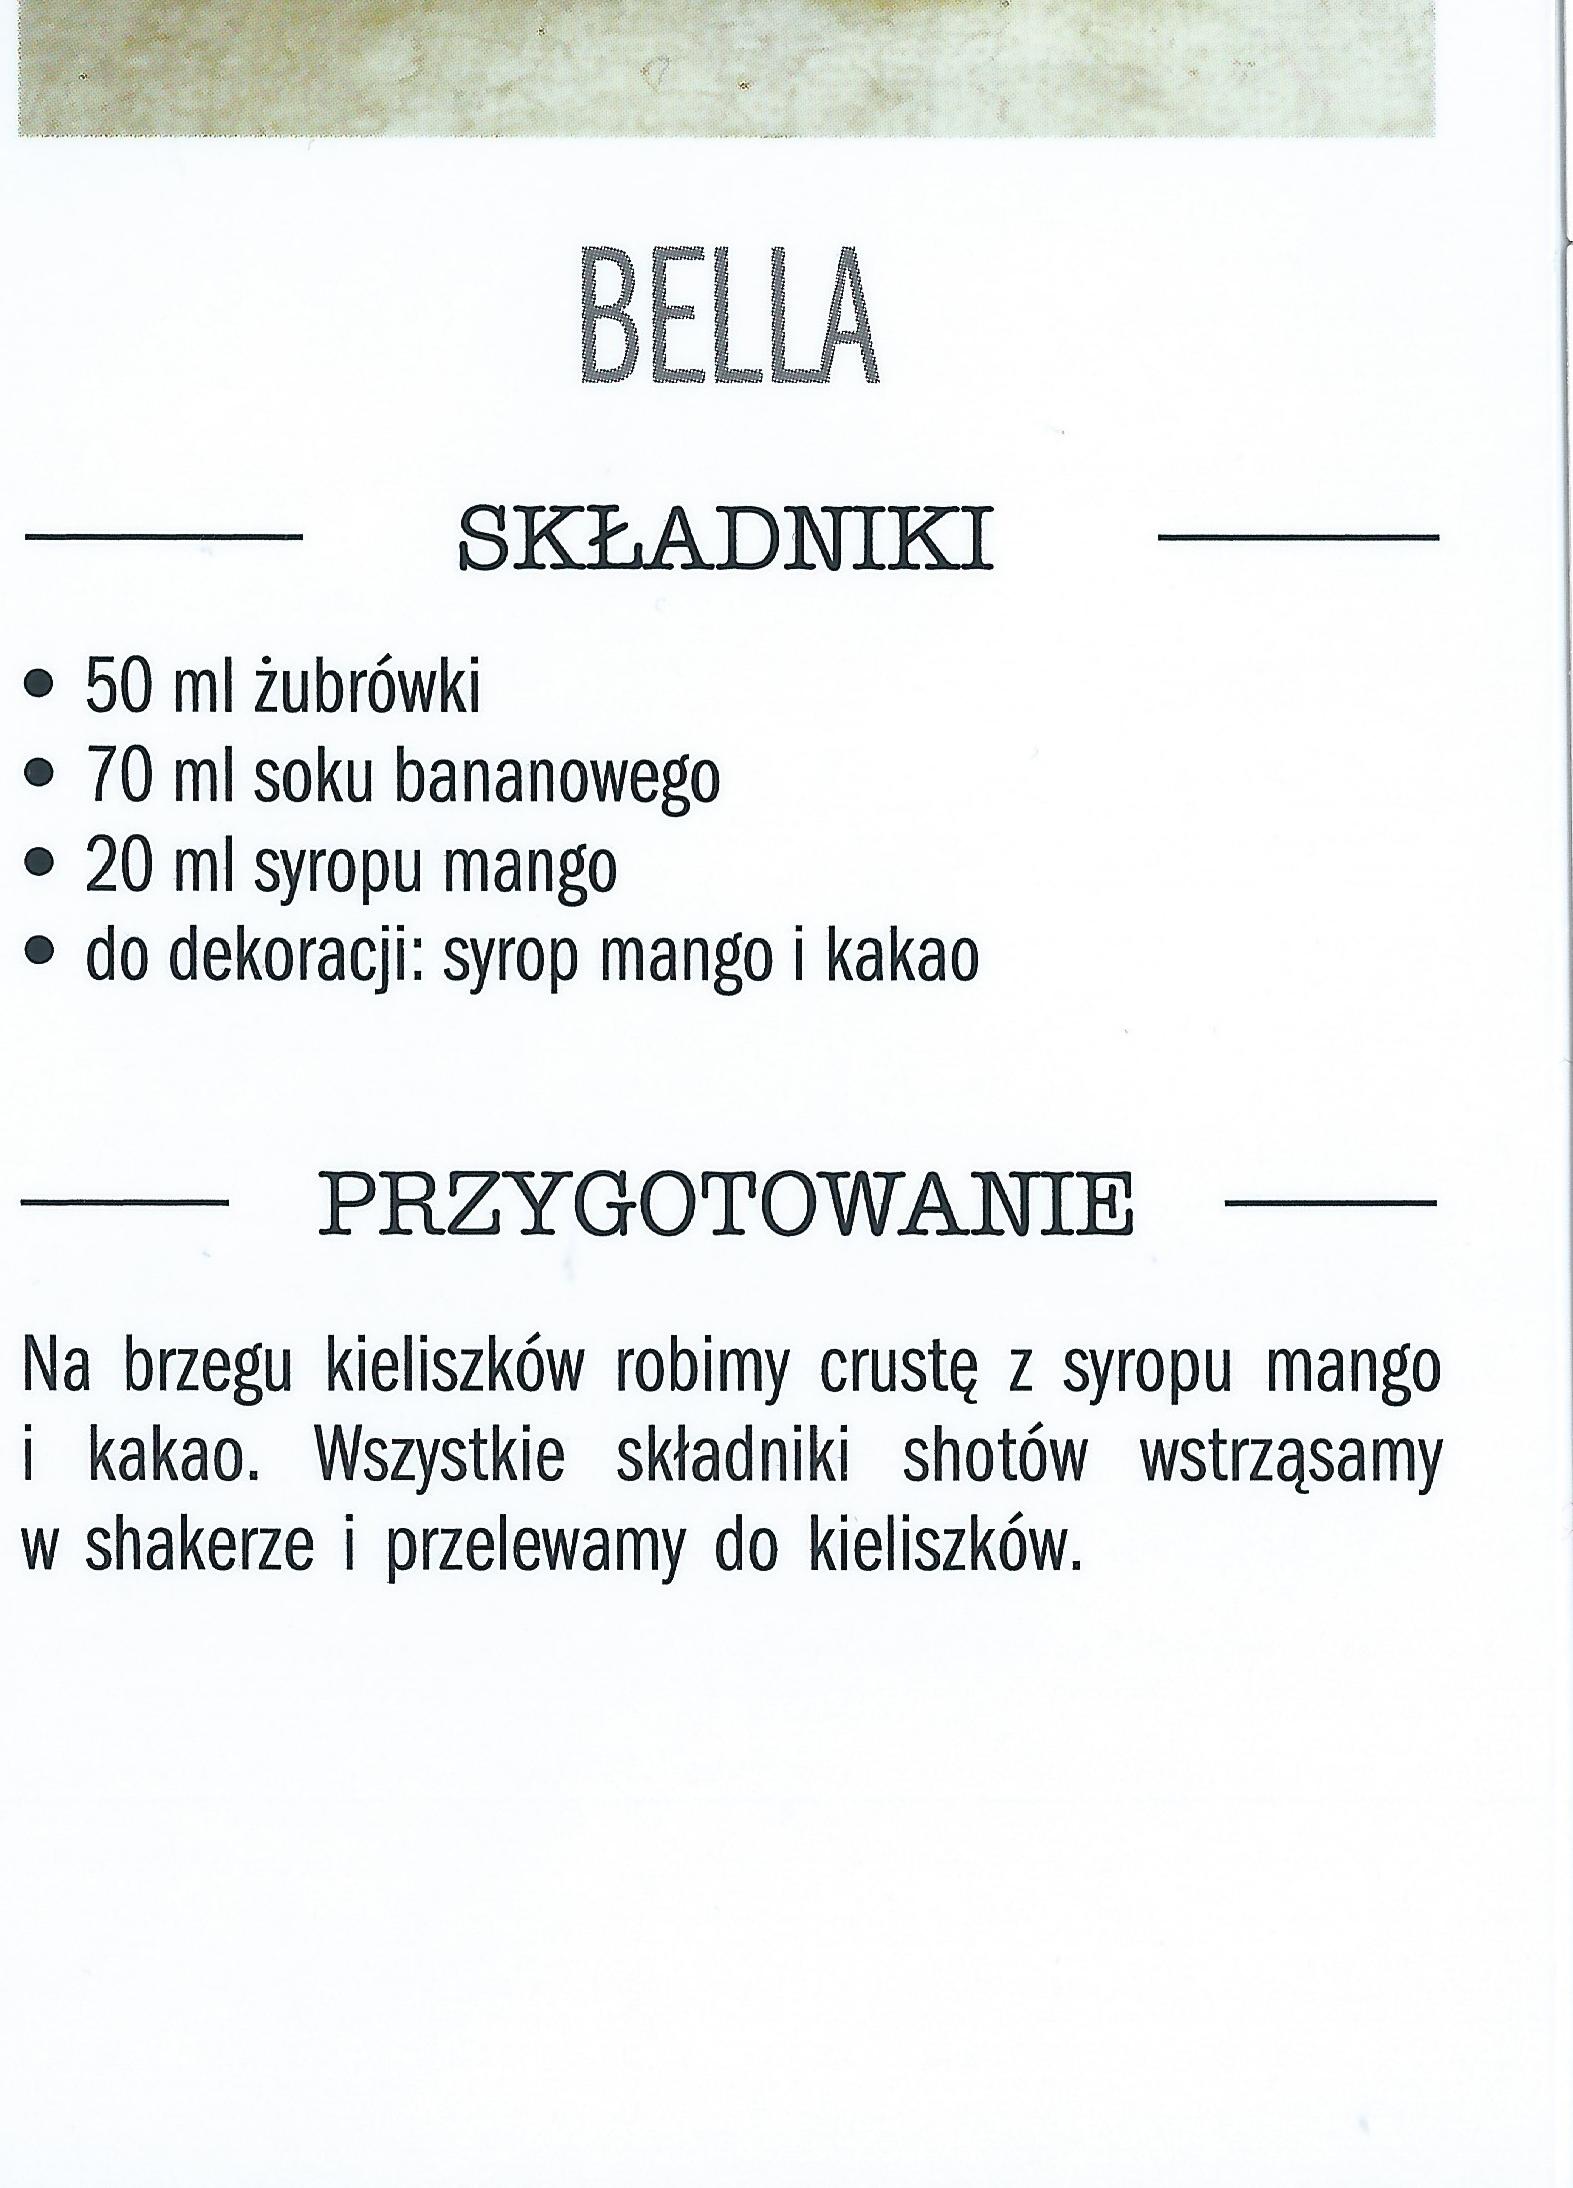 BELLA
SKŁADNIKI
• 50 ml żubrówki
• 70 ml soku bananowego
• 20 ml syropu mango
• do dekoracji: syrop mango i kakao
PRZYGOTOWANIE
Na brzegu kieliszków robimy crustę z syropu mango
i kakao. Wszystkie składniki shotów wstrząsamy
w shakerze i przelewamy do kieliszków.